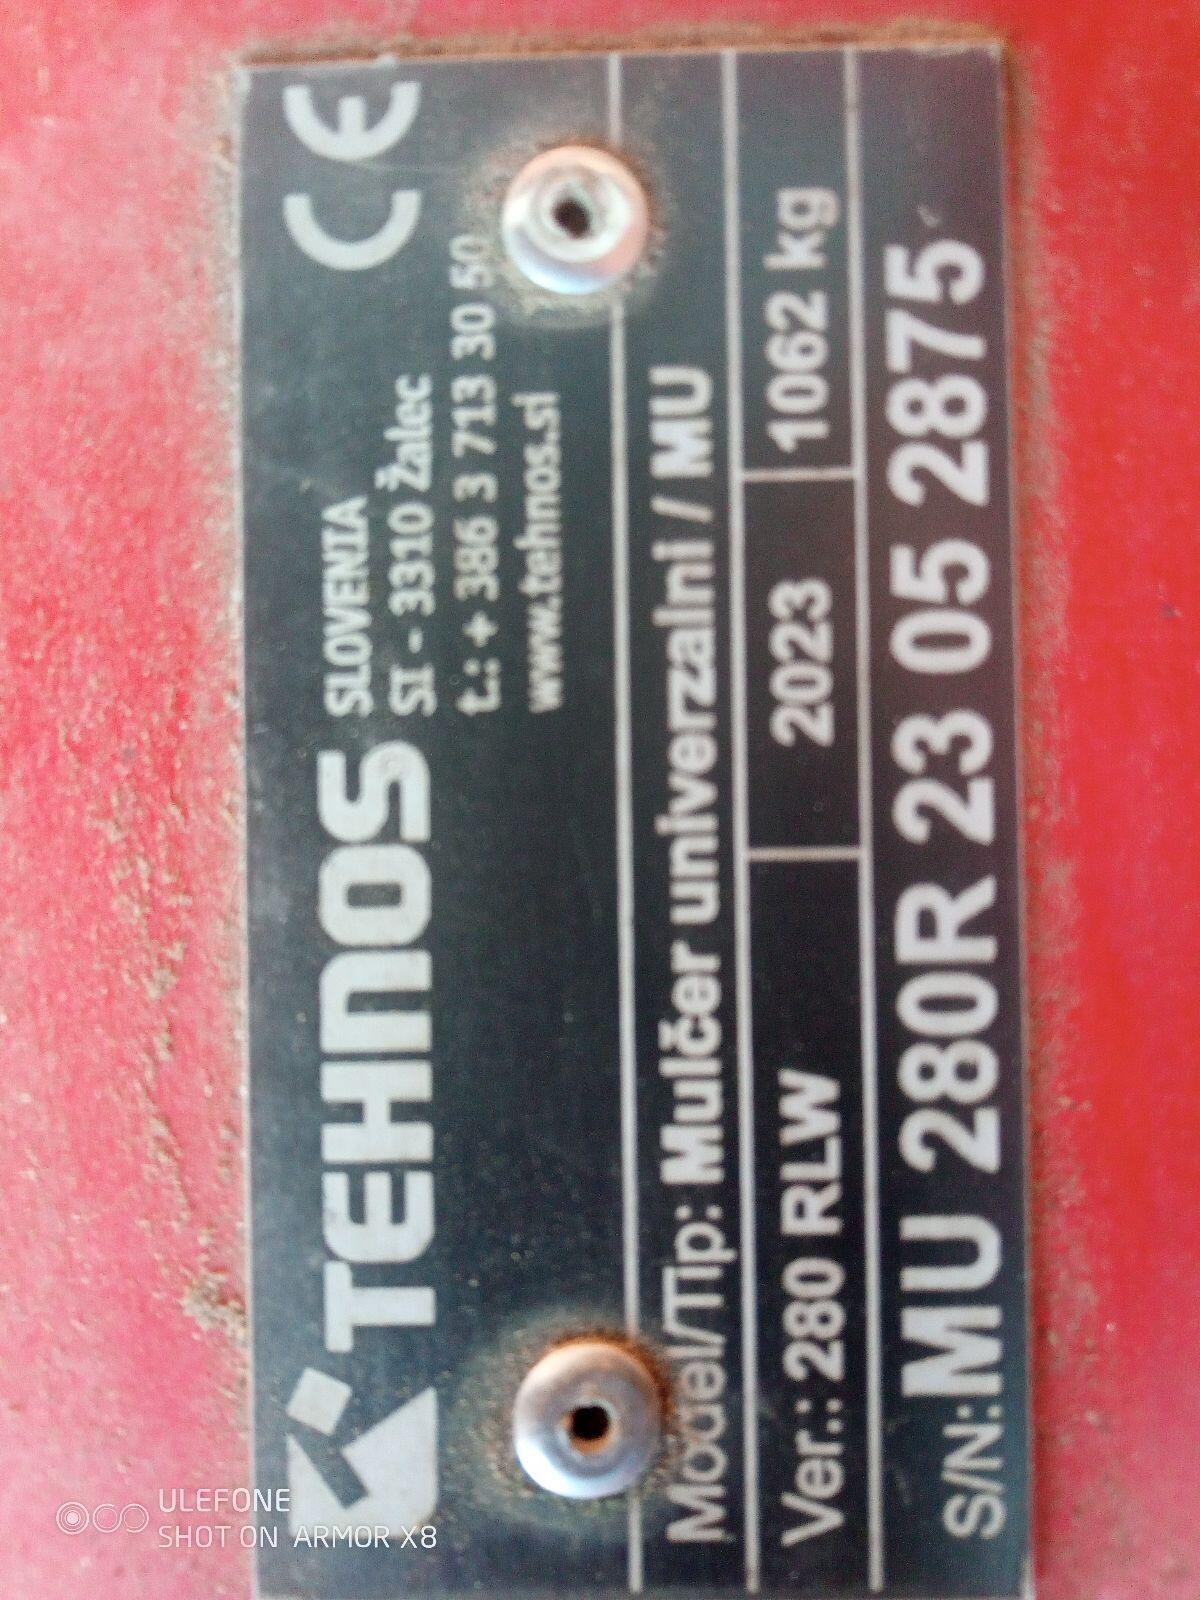 TEHNOS
SLOVENIA
SI - 3310 Žalec
t.: + 386 3 713 30 50
www.tehnos.si
CE
Model/Tip: Mulčer univerzalni / MU
Ver.: 280 RLW 2023 1062 kg
S/N: MU 280R 23 05 2875
ULEFONE
SHOT ON ARMOR X8